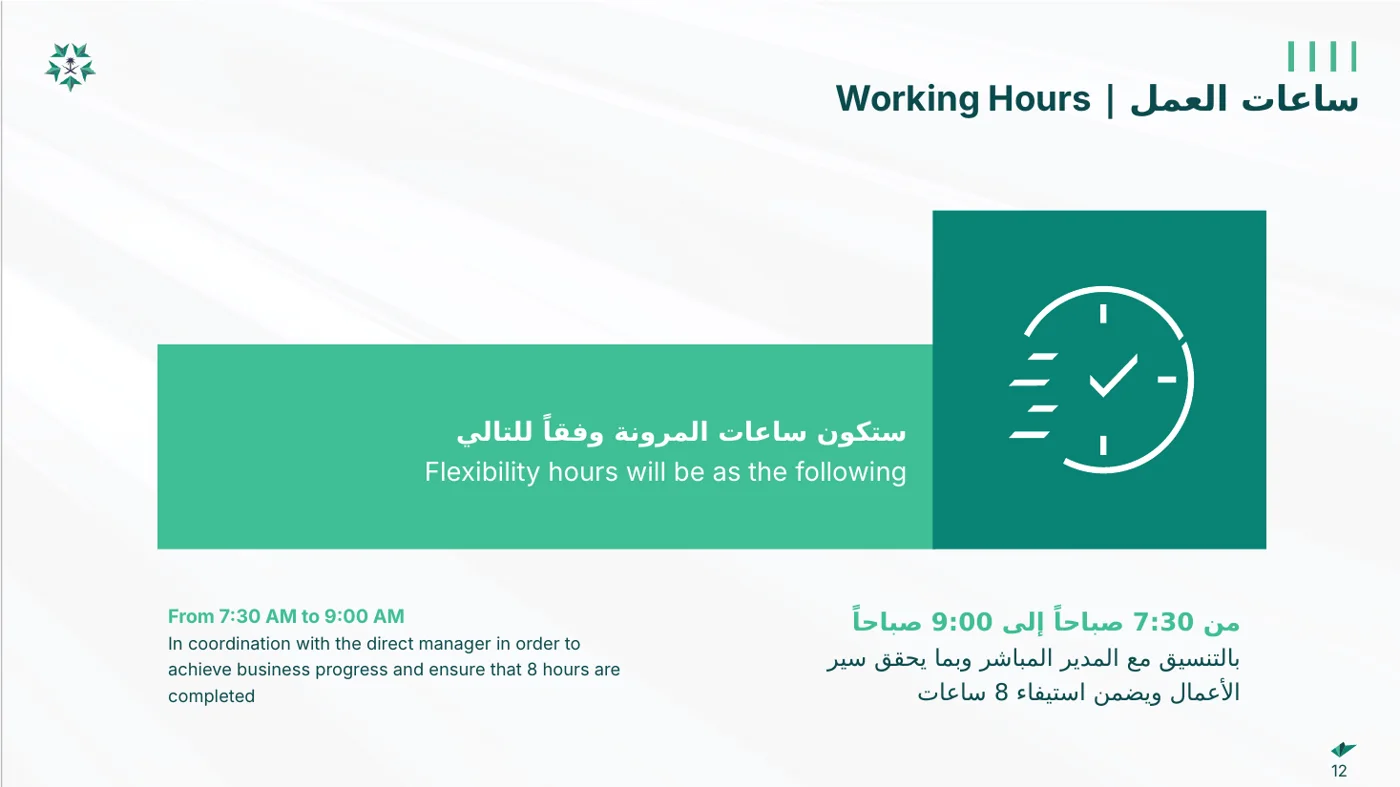 ساعات العمل | Working Hours
ستكون ساعات المرونة وفقاً للتالي
Flexibility hours will be as the following
من 7:30 صباحاً إلى 9:00 صباحاً
بالتنسيق مع المدير المباشر وبما يحقق سير
الأعمال ويضمن استيفاء 8 ساعات
From 7:30 AM to 9:00 AM
In coordination with the direct manager in order to
achieve business progress and ensure that 8 hours are
completed
12